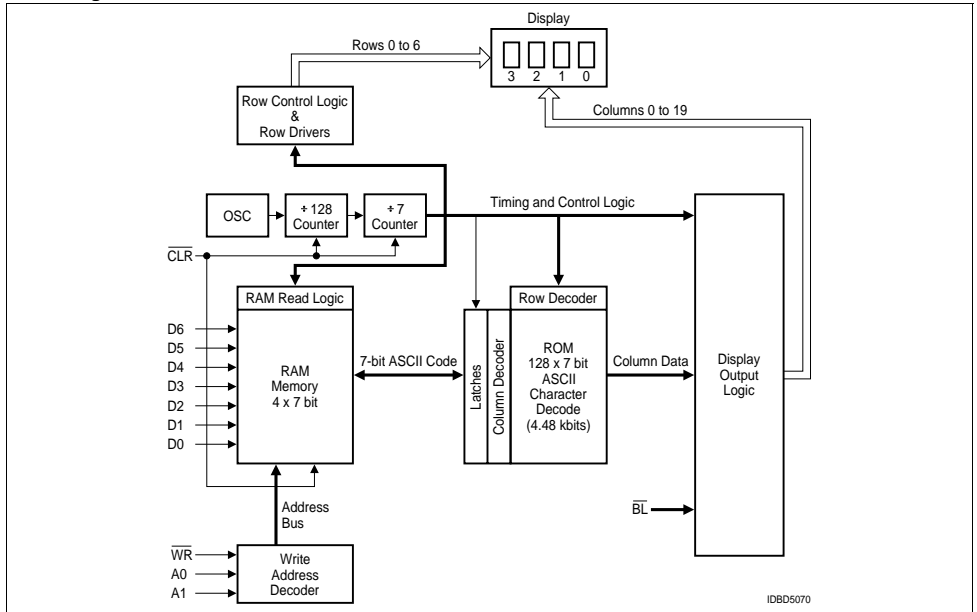 Display
Rows 0 to 6
3 2 1 0
Row Control Logic
&
Row Drivers
Columns 0 to 19
OSC
÷ 128
Counter
÷ 7
Counter
Timing and Control Logic
CLR
RAM Read Logic
Row Decoder
D6
D5
D4
D3
D2
D1
D0
RAM
Memory
4 x 7 bit
7-bit ASCII Code
Latches
Column Decoder
ROM
128 x 7 bit
ASCII
Character
Decode
(4.48 kbits)
Column Data
Display
Output
Logic
Address
Bus
BL
WR
A0
A1
Write
Address
Decoder
IDBD5070